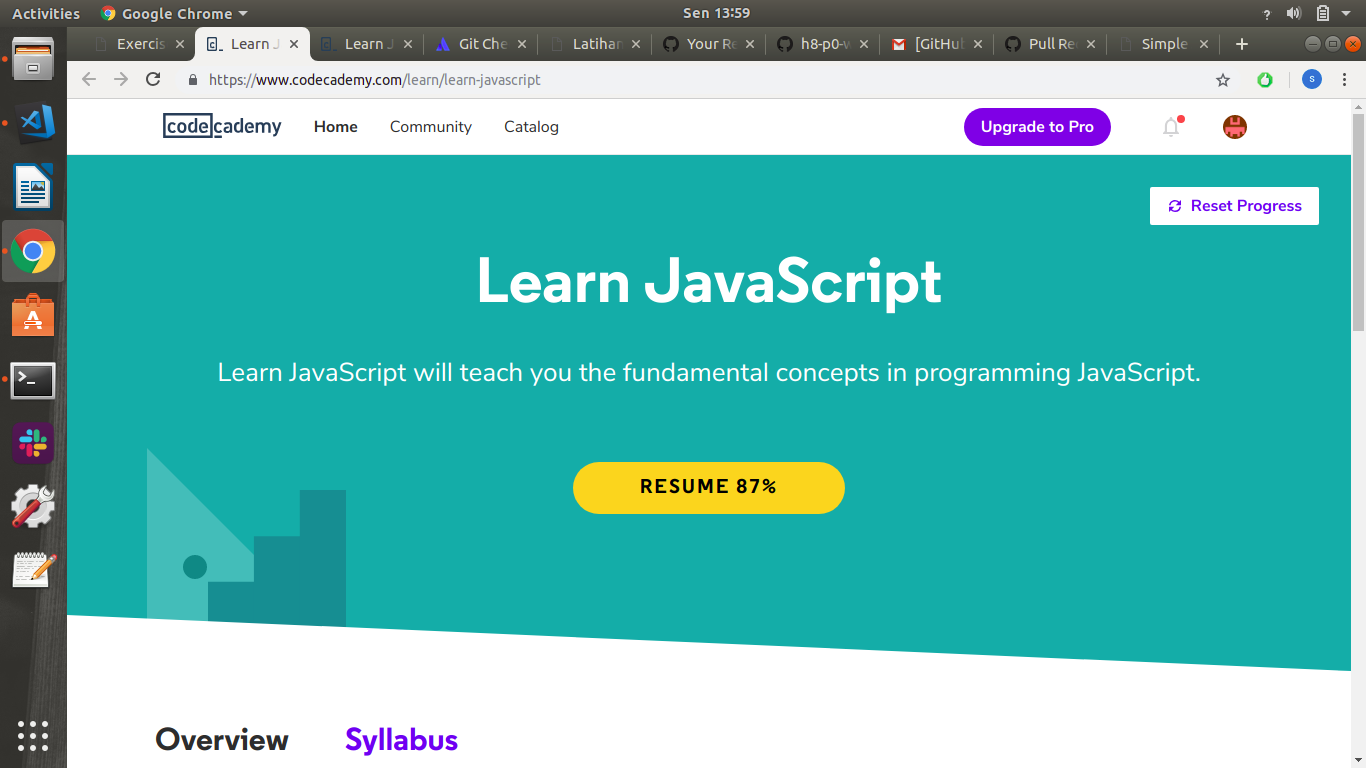 Activities Google Chrome Sen 13:59 ?
Exercis Learn J Learn J Git Che Latihan Your Re h8-p0-w [GitHub Pull Re Simple
https://www.codecademy.com/learn/learn-javascript S
codecademy Home Community Catalog Upgrade to Pro
Reset Progress
Learn JavaScript
Learn JavaScript will teach you the fundamental concepts in programming JavaScript.
RESUME 87%
Overview Syllabus